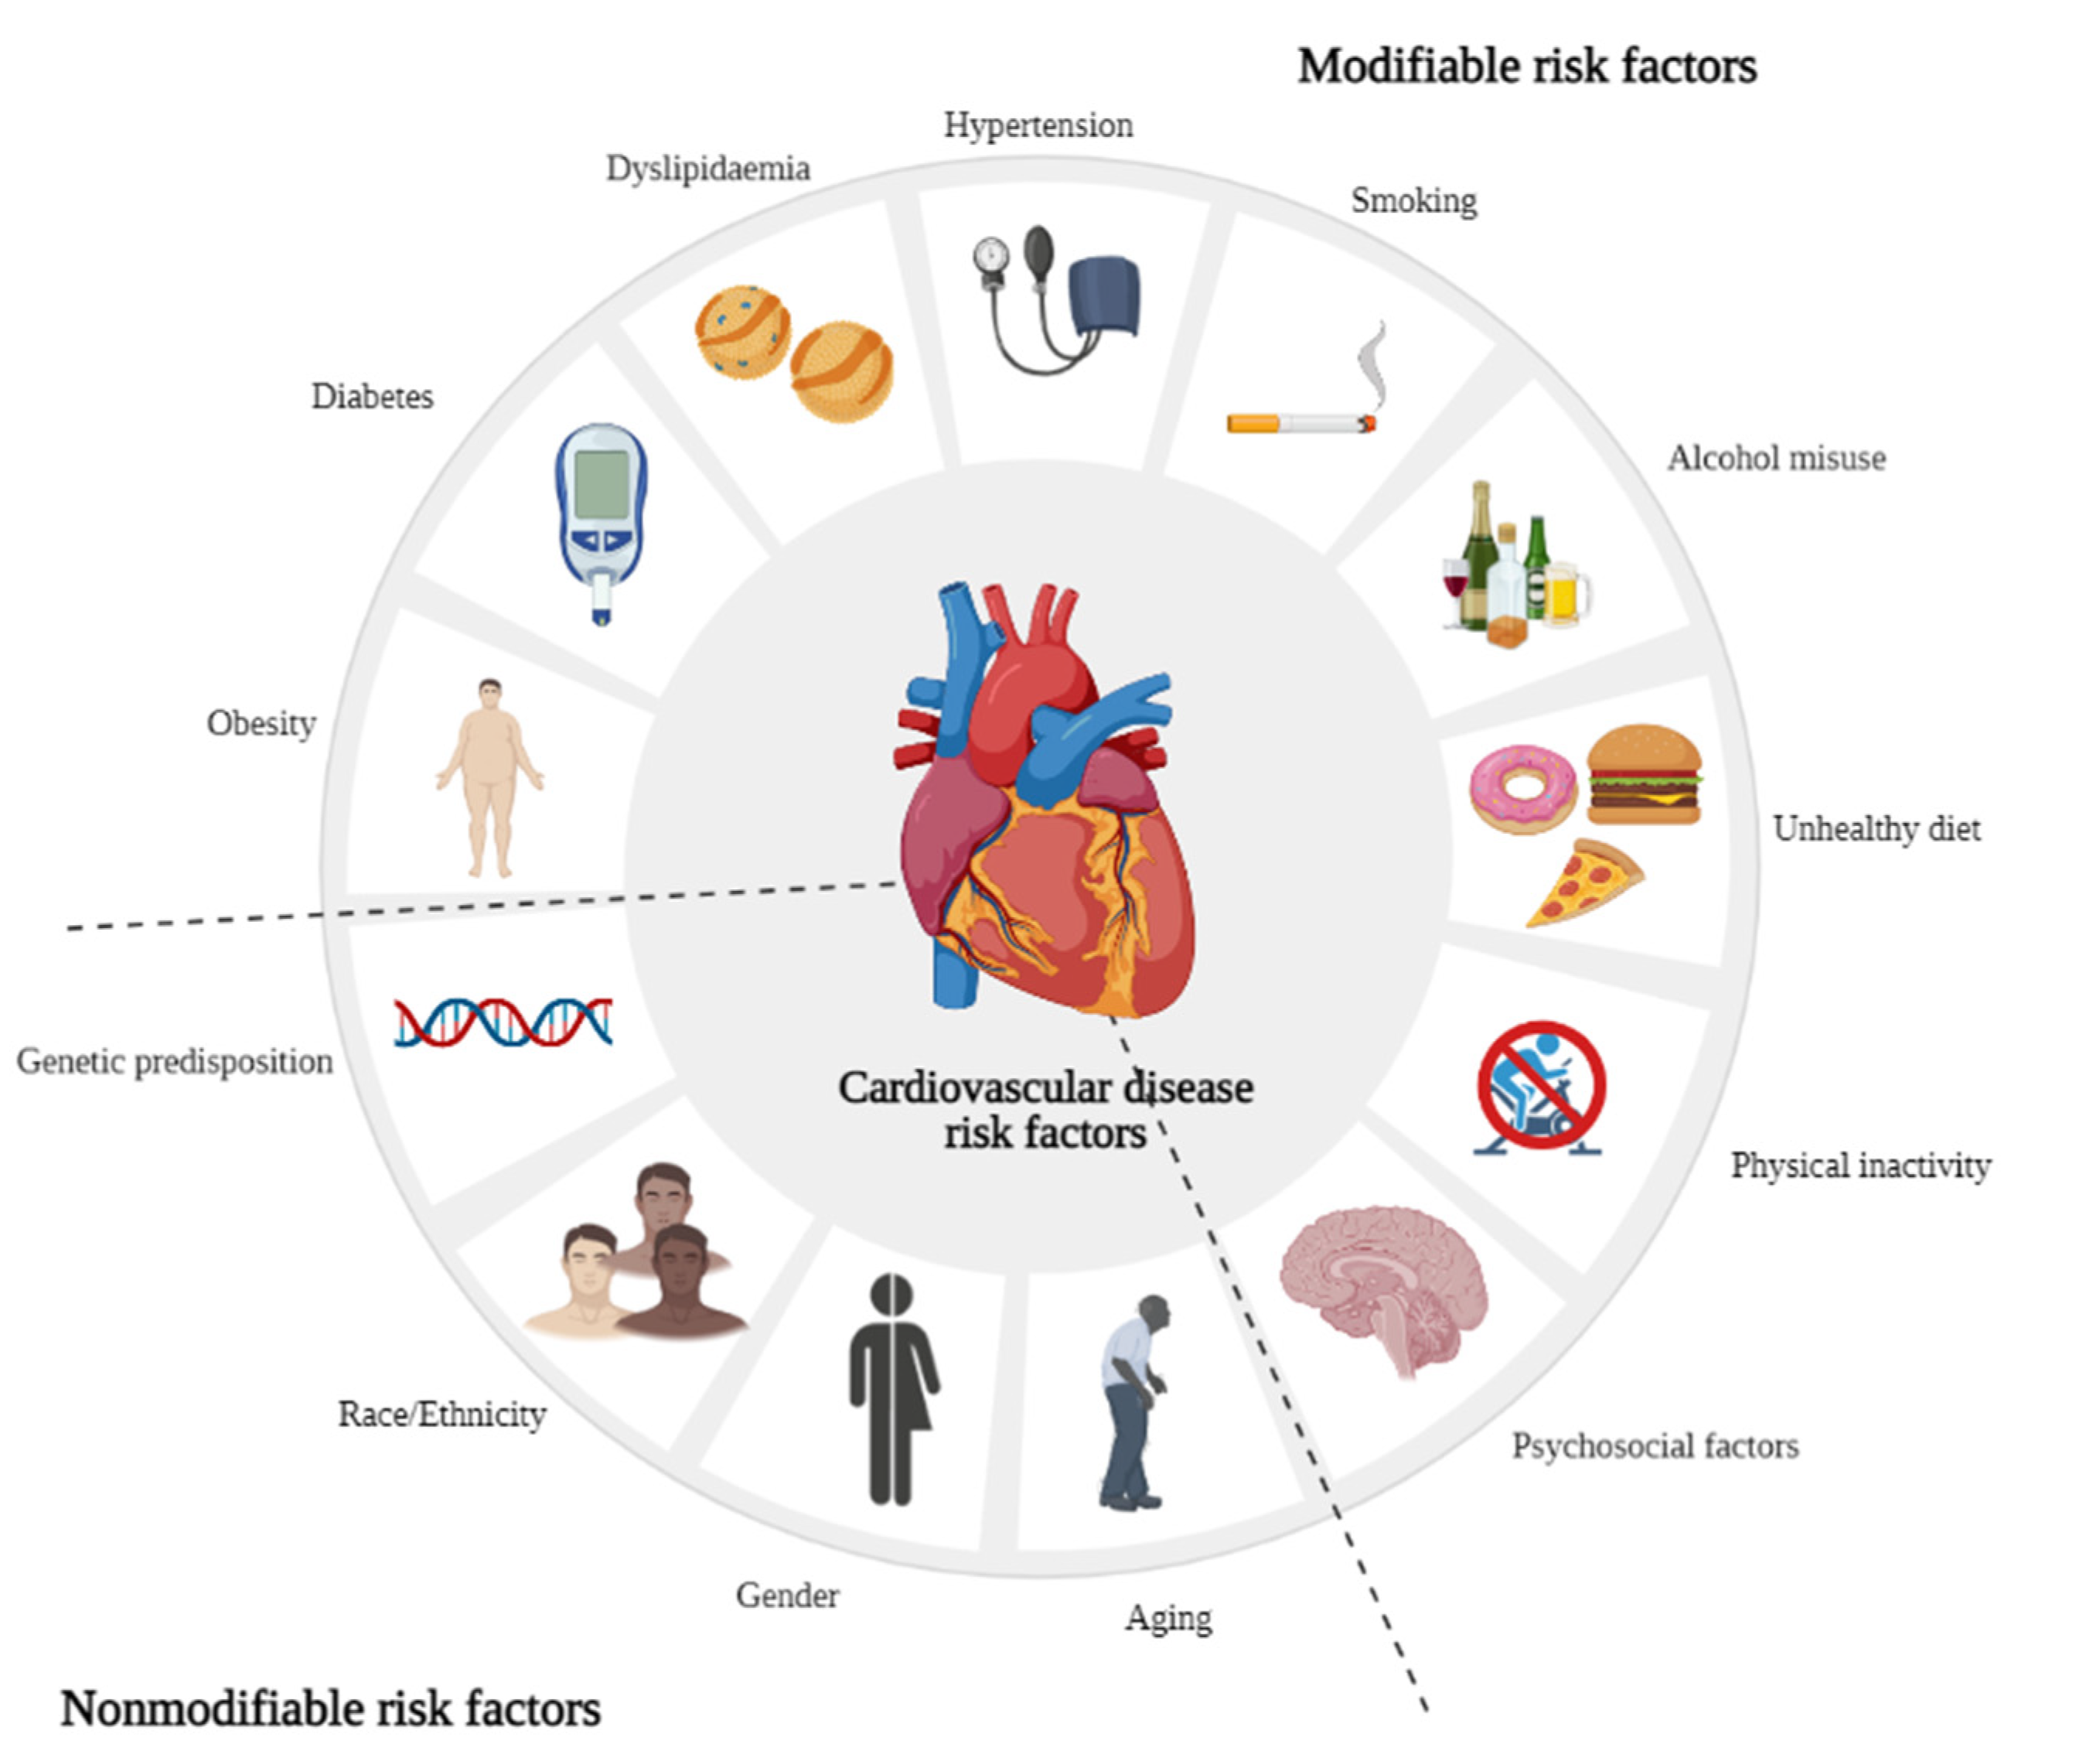 Modifiable risk factors
Hypertension
Dyslipidaemia
Smoking
Diabetes
Alcohol misuse
Obesity
Unhealthy diet
Genetic predisposition
Cardiovascular disease
risk factors
Physical inactivity
Race/Ethnicity
Psychosocial factors
Gender
Aging
Nonmodifiable risk factors